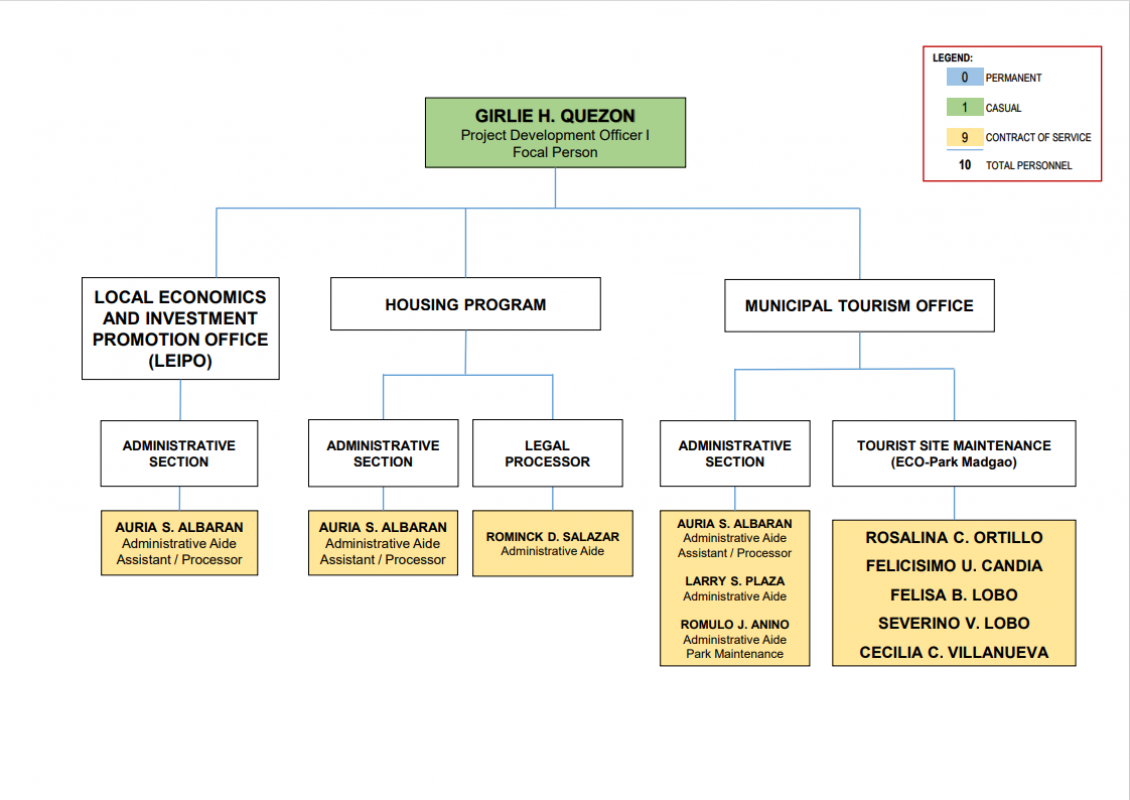 LEGEND:
0 PERMANENT
1 CASUAL
9 CONTRACT OF SERVICE
10 TOTAL PERSONNEL
GIRLIE H. QUEZON
Project Development Officer I
Focal Person
LOCAL ECONOMICS
AND INVESTMENT
PROMOTION OFFICE
(LEIPO)
HOUSING PROGRAM
MUNICIPAL TOURISM OFFICE
ADMINISTRATIVE
SECTION
ADMINISTRATIVE
SECTION
LEGAL
PROCESSOR
ADMINISTRATIVE
SECTION
TOURIST SITE MAINTENANCE
(ECO-Park Madgao)
AURIA S. ALBARAN
Administrative Aide
Assistant / Processor
AURIA S. ALBARAN
Administrative Aide
Assistant / Processor
ROMINCK D. SALAZAR
Administrative Aide
AURIA S. ALBARAN
Administrative Aide
Assistant / Processor
LARRY S. PLAZA
Administrative Aide
ROMULO J. ANINO
Administrative Aide
Park Maintenance
ROSALINA C. ORTILLO
FELICISIMO U. CANDIA
FELISA B. LOBO
SEVERINO V. LOBO
CECILIA C. VILLANUEVA